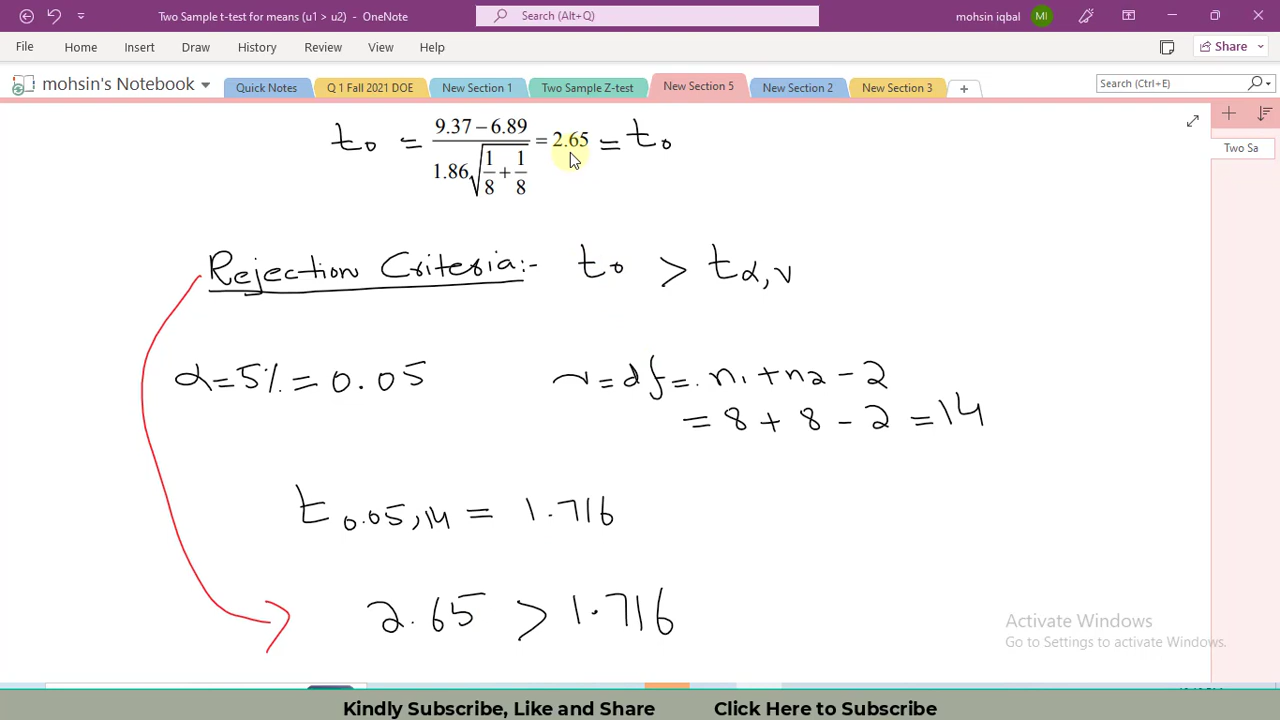 Two Sample t-test for means (u1 > u2) - OneNote
Search (Alt+Q)
mohsin iqbal
MI
File Home Insert Draw History Review View Help
Share
mohsin's Notebook
Quick Notes
Q 1 Fall 2021 DOE
New Section 1
Two Sample Z-test
New Section 5
New Section 2
New Section 3
Search (Ctrl+E)
Two Sa
t₀ = (9.37 − 6.89) / (1.86 √(1/8 + 1/8)) = 2.65 = t₀
Rejection Criteria:- t₀ > tα,ν
α = 5% = 0.05
ν = df = n₁ + n₂ − 2
= 8 + 8 − 2 = 14
t 0.05,14 = 1.716
2.65 > 1.716
Activate Windows
Go to Settings to activate Windows.
Kindly Subscribe, Like and Share
Click Here to Subscribe